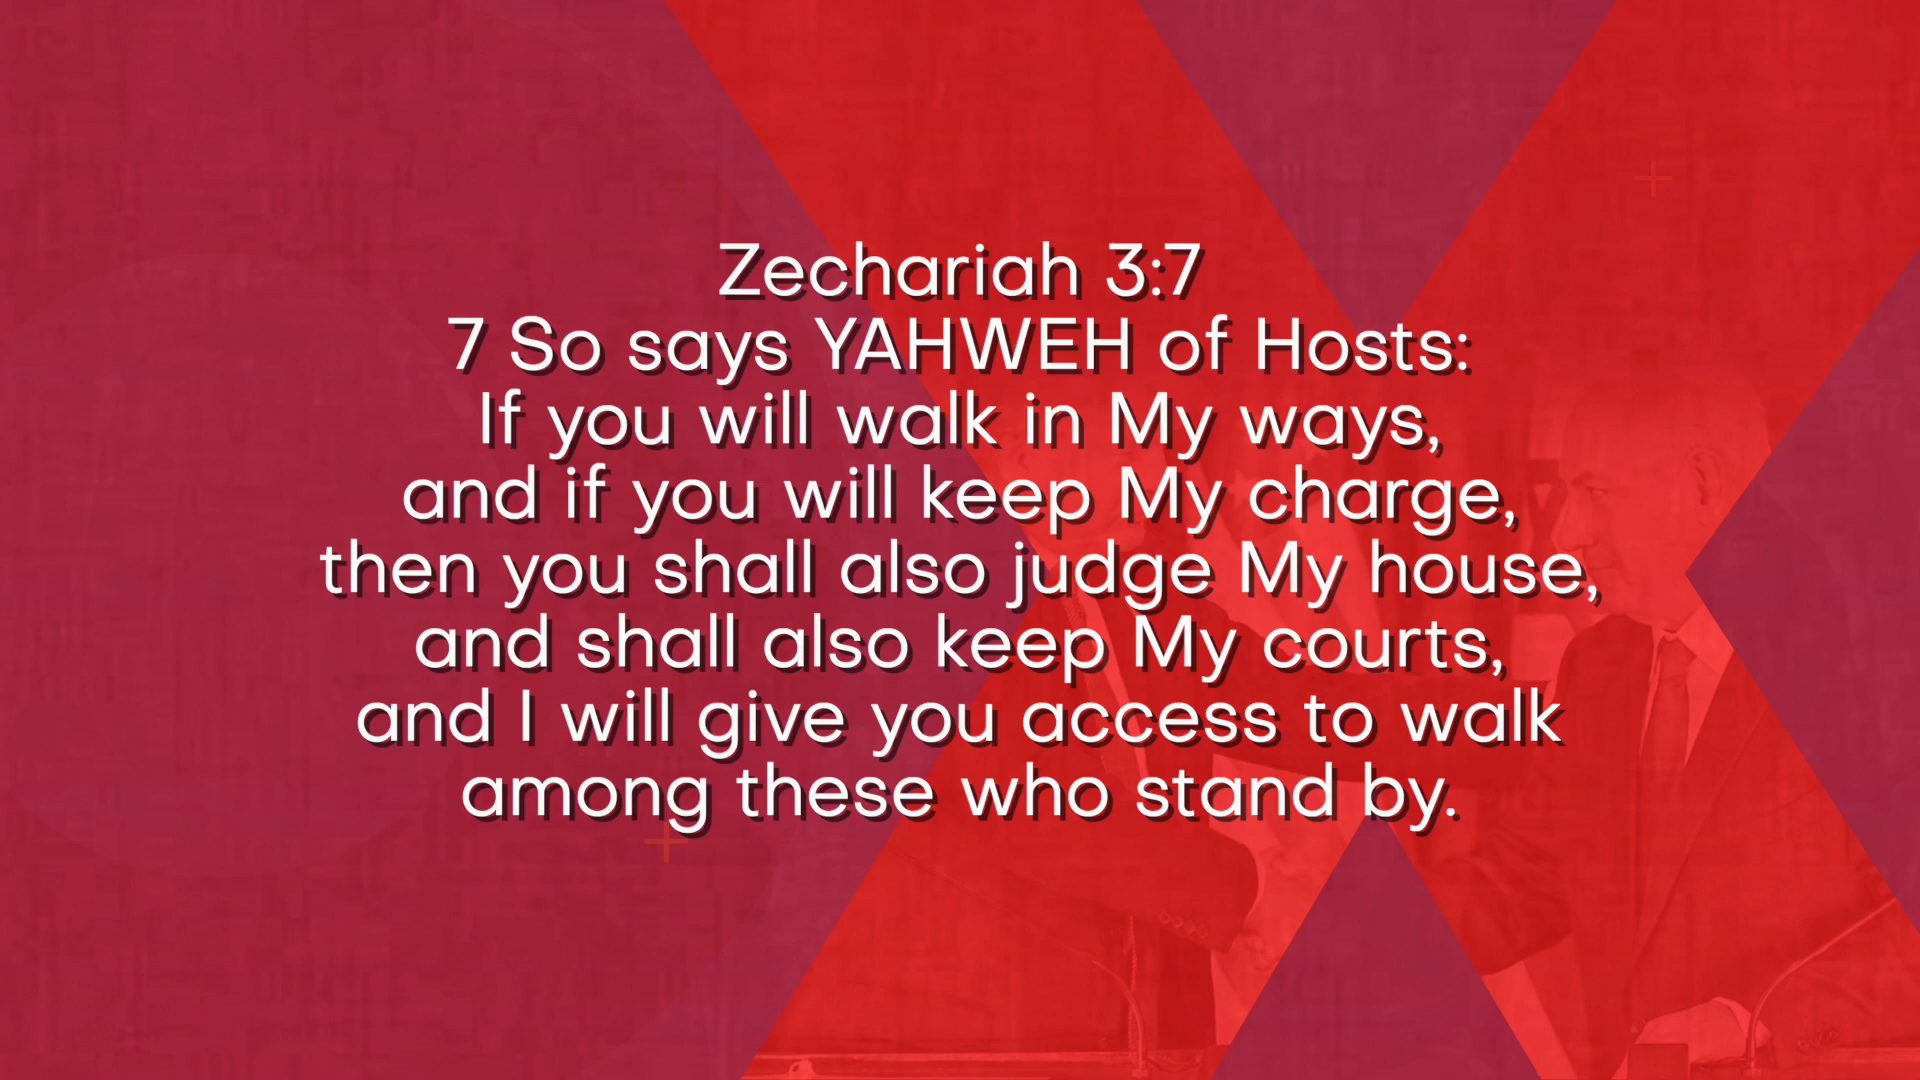 Zechariah 3:7
7 So says YAHWEH of Hosts:
If you will walk in My ways,
and if you will keep My charge,
then you shall also judge My house,
and shall also keep My courts,
and I will give you access to walk
among these who stand by.